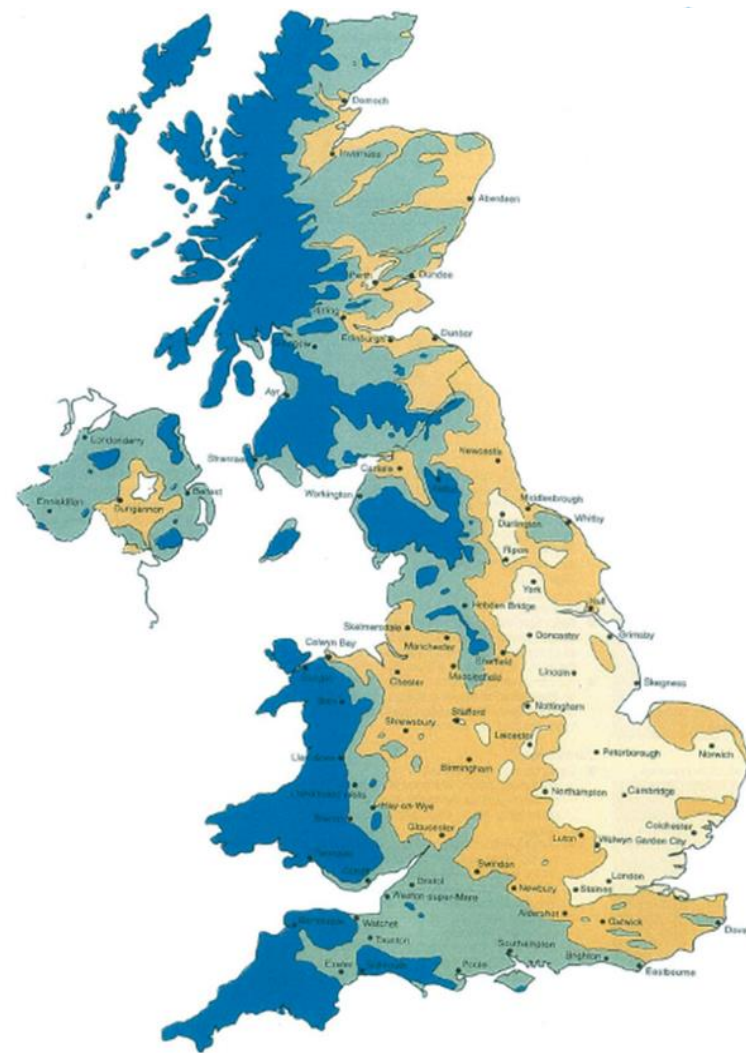 Dornoch
Inverness
Aberdeen
Perth
Dundee
Edinburgh
Dunbar
Ayr
Londonderry
Stranraer
Newcastle
Carlisle
Enniskillen
Belfast
Dungannon
Workington
Middlesbrough
Darlington
Whitby
Ripon
York
Hull
Hebden Bridge
Skelmersdale
Grimsby
Doncaster
Colwyn Bay
Manchester
Sheffield
Lincoln
Skegness
Macclesfield
Chester
Nottingham
Stafford
Shrewsbury
Leicester
Norwich
Peterborough
Birmingham
Northampton
Cambridge
Hay-on-Wye
Colchester
Gloucester
Luton
Welwyn Garden City
Swindon
London
Bristol
Newbury
Staines
Weston-super-Mare
Aldershot
Gatwick
Watchet
Taunton
Southampton
Brighton
Exeter
Poole
Eastbourne